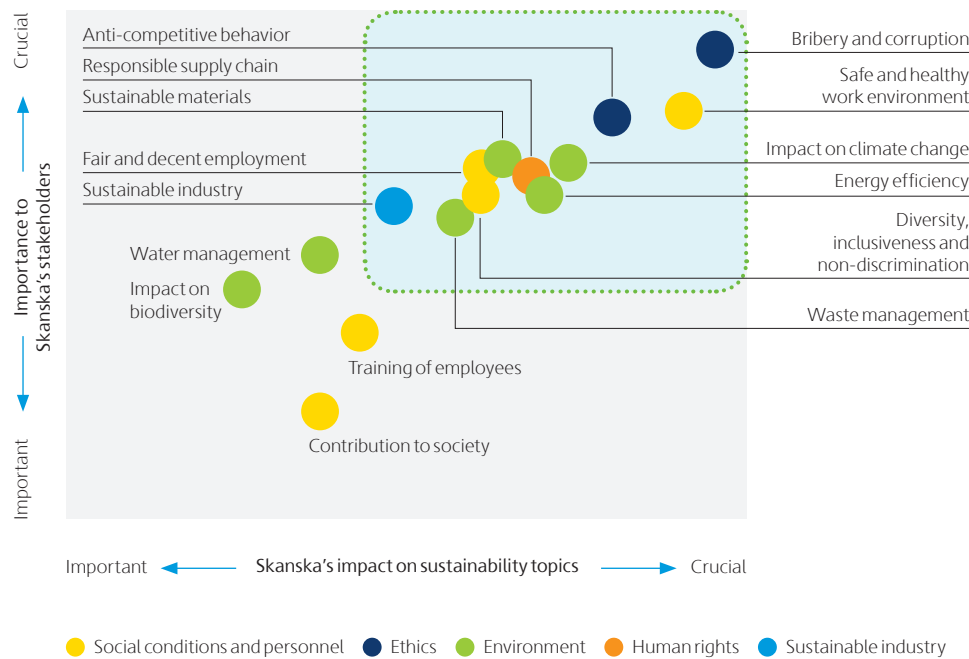 Crucial
Importance to
Skanska's stakeholders
Important
Anti-competitive behavior
Responsible supply chain
Sustainable materials
Fair and decent employment
Sustainable industry
Water management
Impact on
biodiversity
Training of employees
Contribution to society
Bribery and corruption
Safe and healthy
work environment
Impact on climate change
Energy efficiency
Diversity,
inclusiveness and
non-discrimination
Waste management
Important
Skanska's impact on sustainability topics
Crucial
Social conditions and personnel
Ethics
Environment
Human rights
Sustainable industry